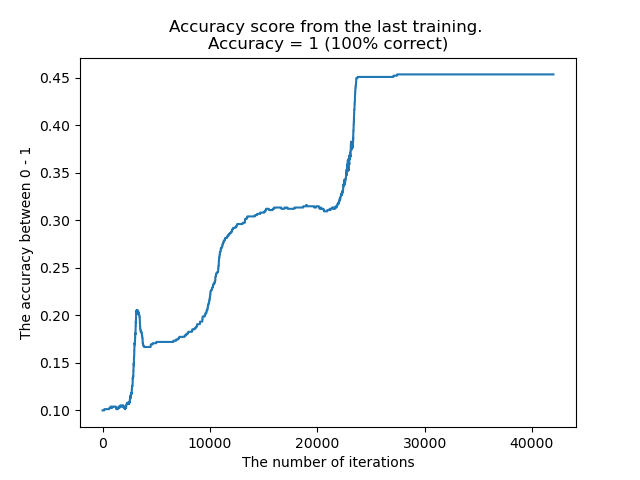 Accuracy score from the last training.
Accuracy = 1 (100% correct)
0.45
0.40
0.35
0.30
0.25
0.20
0.15
0.10
The accuracy between 0 - 1
0 10000 20000 30000 40000
The number of iterations